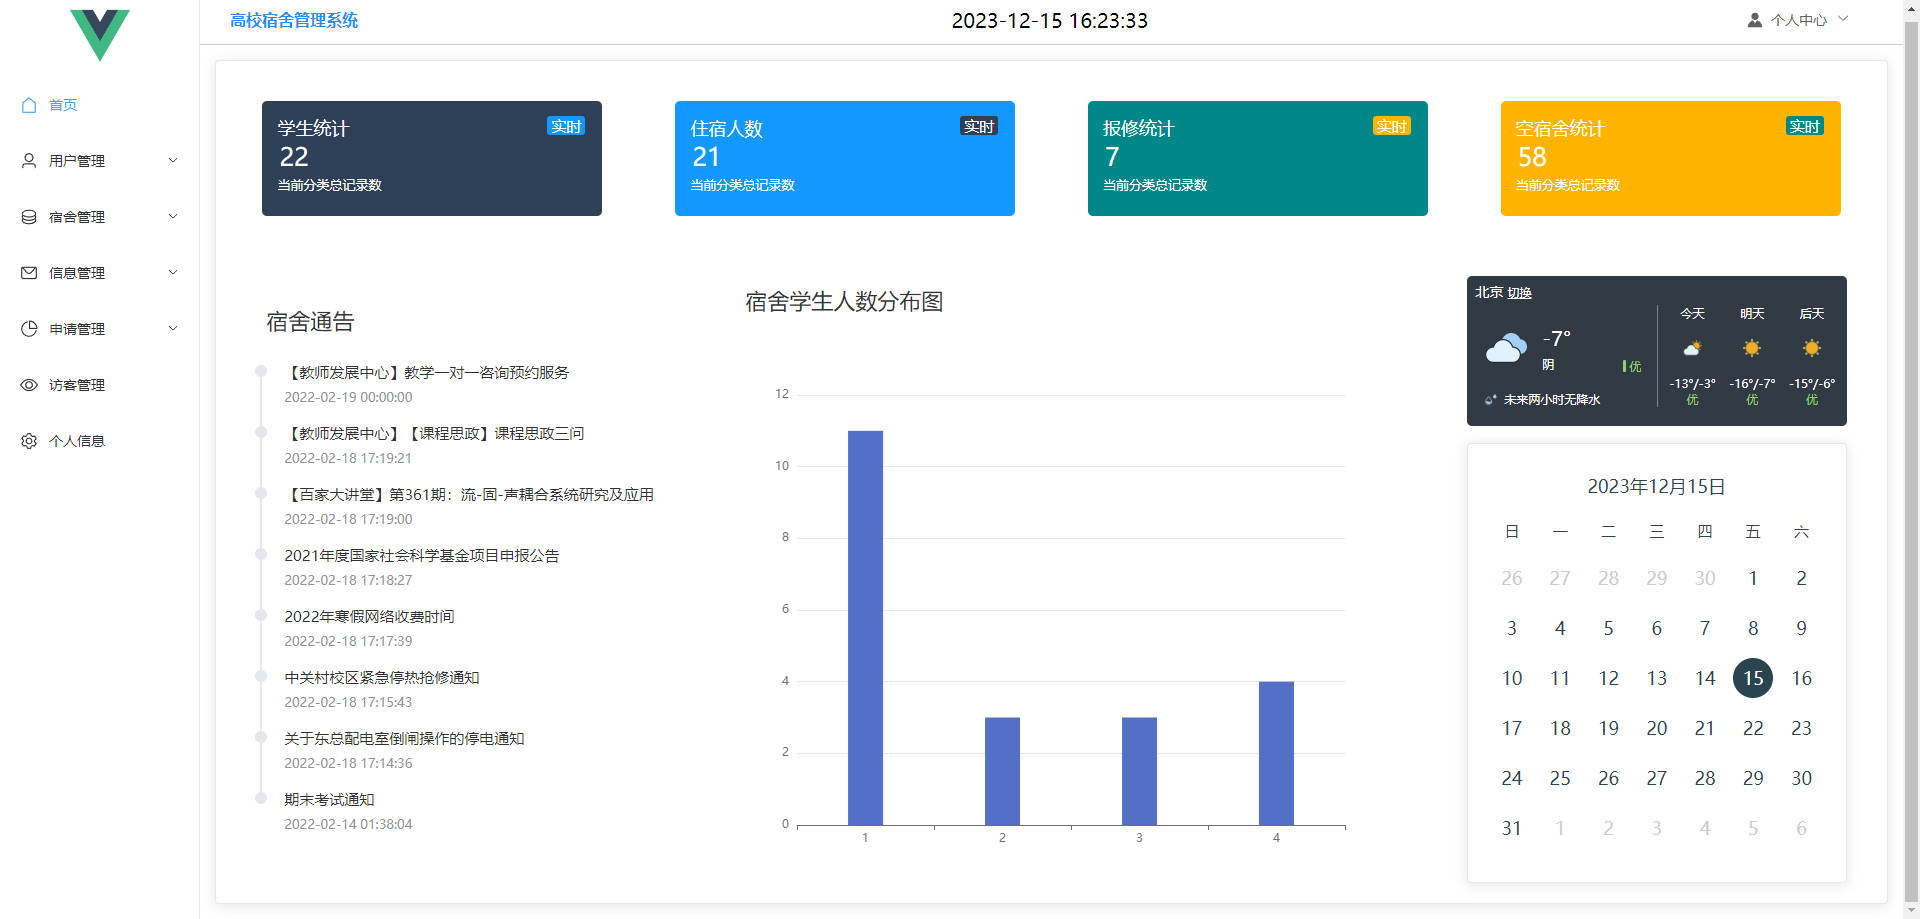 高校宿舍管理系统
2023-12-15 16:23:33
个人中心
首页
用户管理
宿舍管理
信息管理
申请管理
访客管理
个人信息
学生统计
实时
22
当前分类总记录数
住宿人数
实时
21
当前分类总记录数
报修统计
实时
7
当前分类总记录数
空宿舍统计
实时
58
当前分类总记录数
宿舍通告
【教师发展中心】教学一对一咨询预约服务
2022-02-19 00:00:00
【教师发展中心】【课程思政】课程思政三问
2022-02-18 17:19:21
【百家大讲堂】第361期：流-固-声耦合系统研究及应用
2022-02-18 17:19:00
2021年度国家社会科学基金项目申报公告
2022-02-18 17:18:27
2022年寒假网络收费时间
2022-02-18 17:17:39
中关村校区紧急停热抢修通知
2022-02-18 17:15:43
关于东总配电室倒闸操作的停电通知
2022-02-18 17:14:36
期末考试通知
2022-02-14 01:38:04
宿舍学生人数分布图
12
10
8
6
4
2
0
1 2 3 4
北京 切换
-7°
阴
优
未来两小时无降水
今天 明天 后天
-13°/-3° -16°/-7° -15°/-6°
优 优 优
2023年12月15日
日 一 二 三 四 五 六
26 27 28 29 30 1 2
3 4 5 6 7 8 9
10 11 12 13 14 15 16
17 18 19 20 21 22 23
24 25 26 27 28 29 30
31 1 2 3 4 5 6